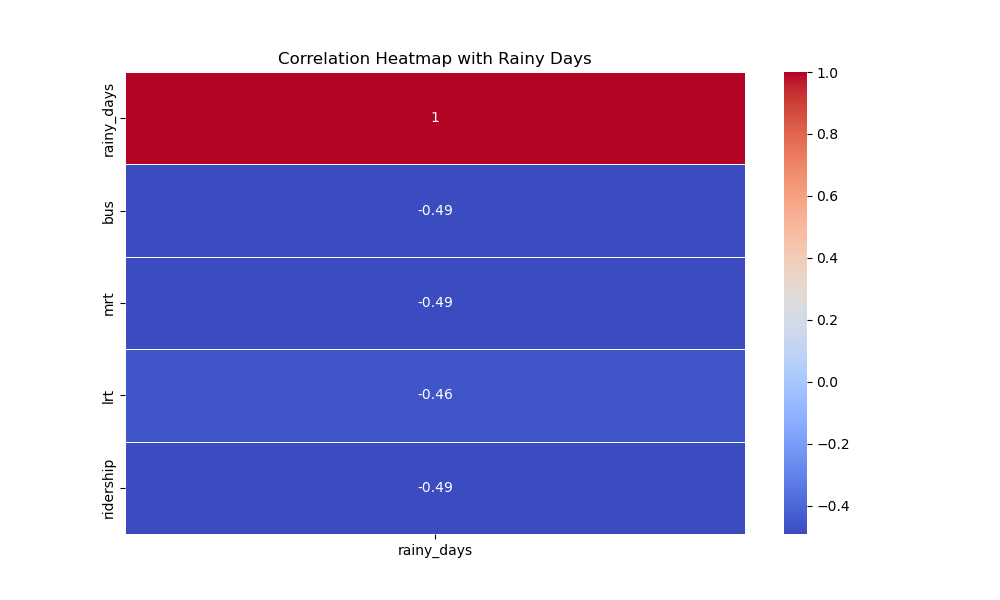 Correlation Heatmap with Rainy Days
rainy_days
1
bus
-0.49
mrt
-0.49
lrt
-0.46
ridership
-0.49
rainy_days
1.0
0.8
0.6
0.4
0.2
0.0
−0.2
−0.4